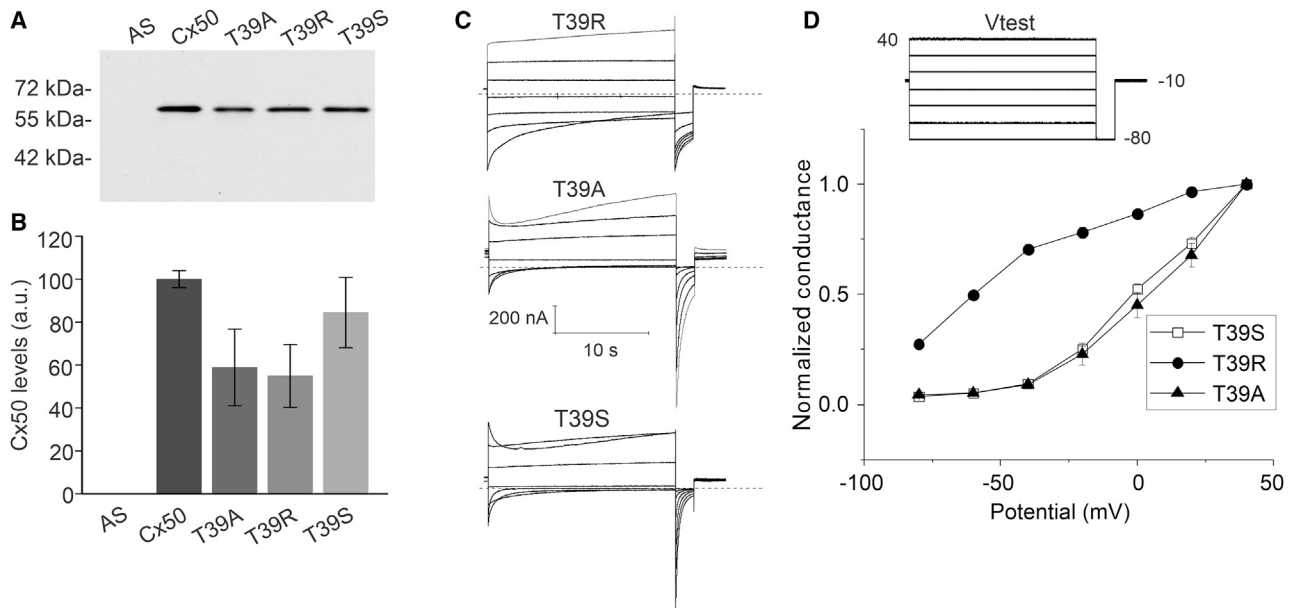 A
AS Cx50 T39A T39R T39S
72 kDa-
55 kDa-
42 kDa-
B
Cx50 levels (a.u.)
120
100
80
60
40
20
0
AS Cx50 T39A T39R T39S
C
T39R
T39A
200 nA
10 s
T39S
D
Vtest
40
-10
-80
Normalized conductance
1.0
0.5
0.0
-100 -50 0 50
Potential (mV)
T39S
T39R
T39A